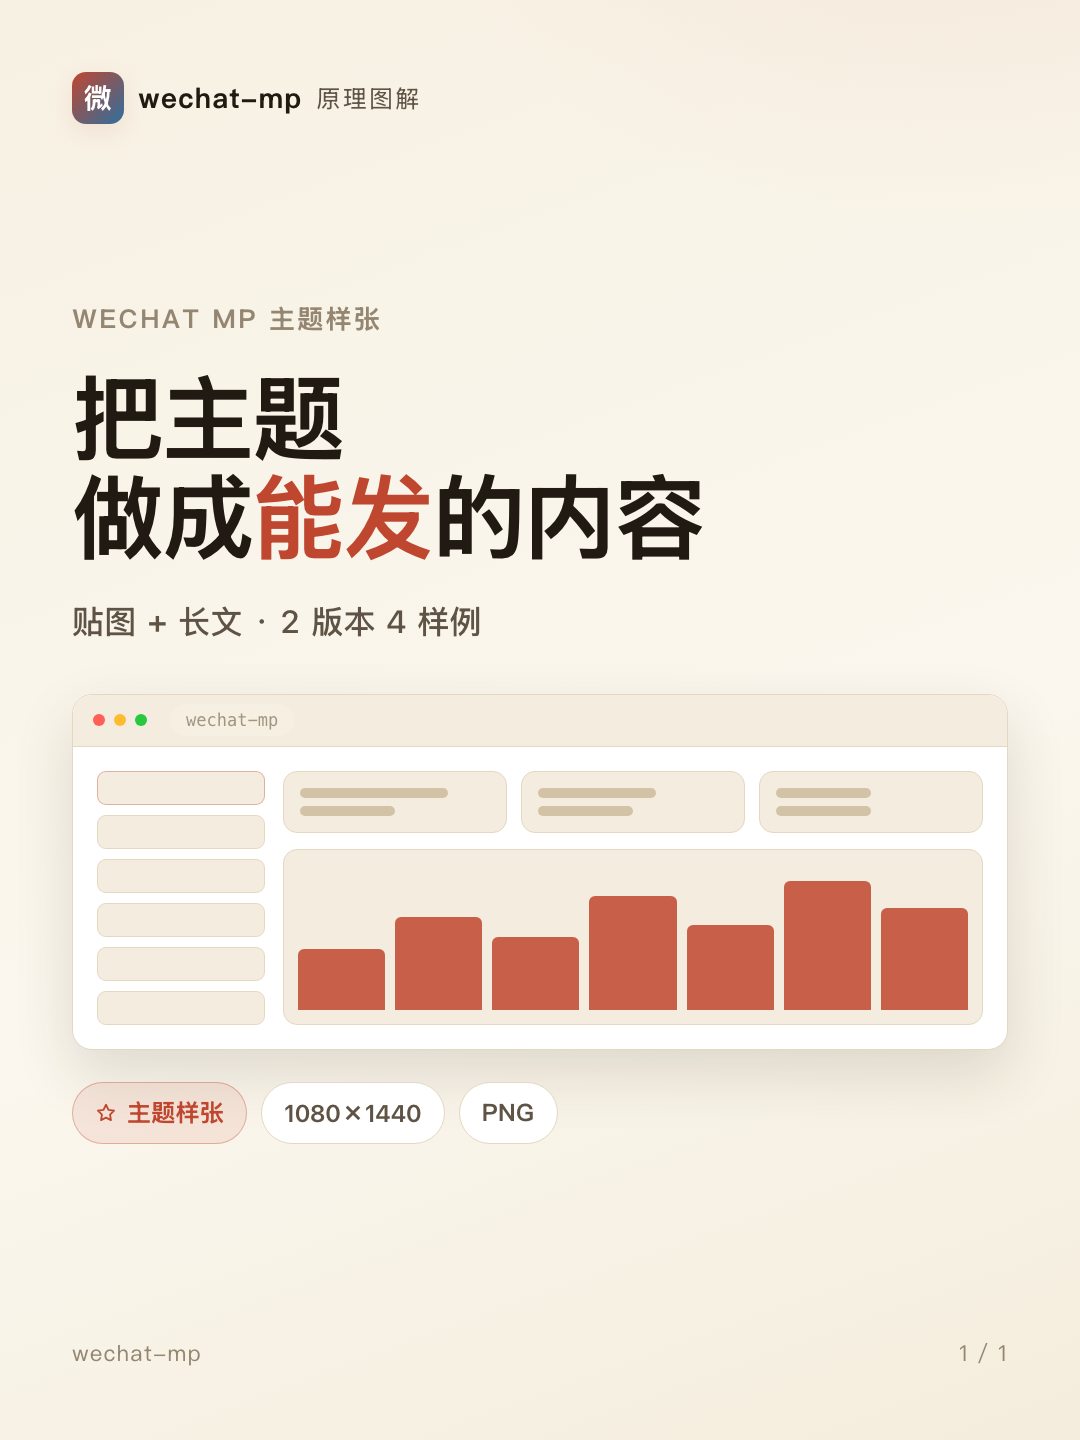 微 wechat-mp 原理图解
WECHAT MP 主题样张
把主题
做成能发的内容
贴图 + 长文 · 2 版本 4 样例
wechat-mp
主题样张 1080×1440 PNG
wechat-mp 1 / 1